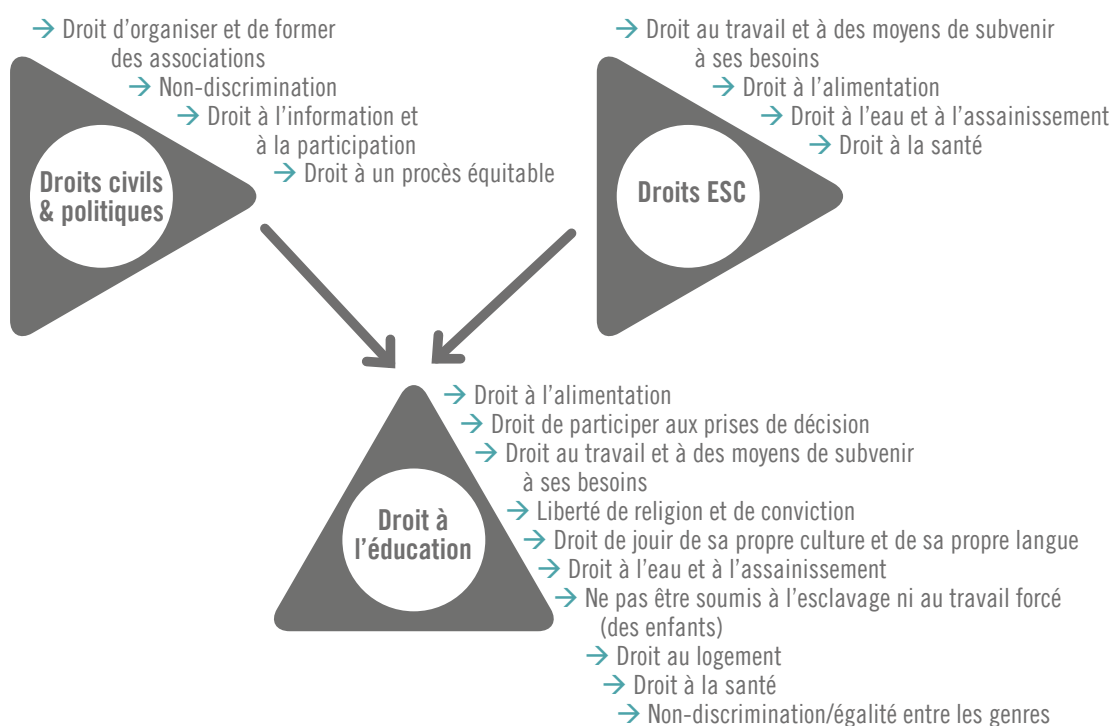 → Droit d'organiser et de former
des associations
→ Non-discrimination
→ Droit à l'information et
à la participation
→ Droit à un procès équitable
Droits civils
& politiques
→ Droit au travail et à des moyens de subvenir
à ses besoins
→ Droit à l'alimentation
→ Droit à l'eau et à l'assainissement
→ Droit à la santé
Droits ESC
→ Droit à l'alimentation
→ Droit de participer aux prises de décision
→ Droit au travail et à des moyens de subvenir
à ses besoins
→ Liberté de religion et de conviction
→ Droit de jouir de sa propre culture et de sa propre langue
→ Droit à l'eau et à l'assainissement
→ Ne pas être soumis à l'esclavage ni au travail forcé
(des enfants)
→ Droit au logement
→ Droit à la santé
→ Non-discrimination/égalité entre les genres
Droit à
l'éducation